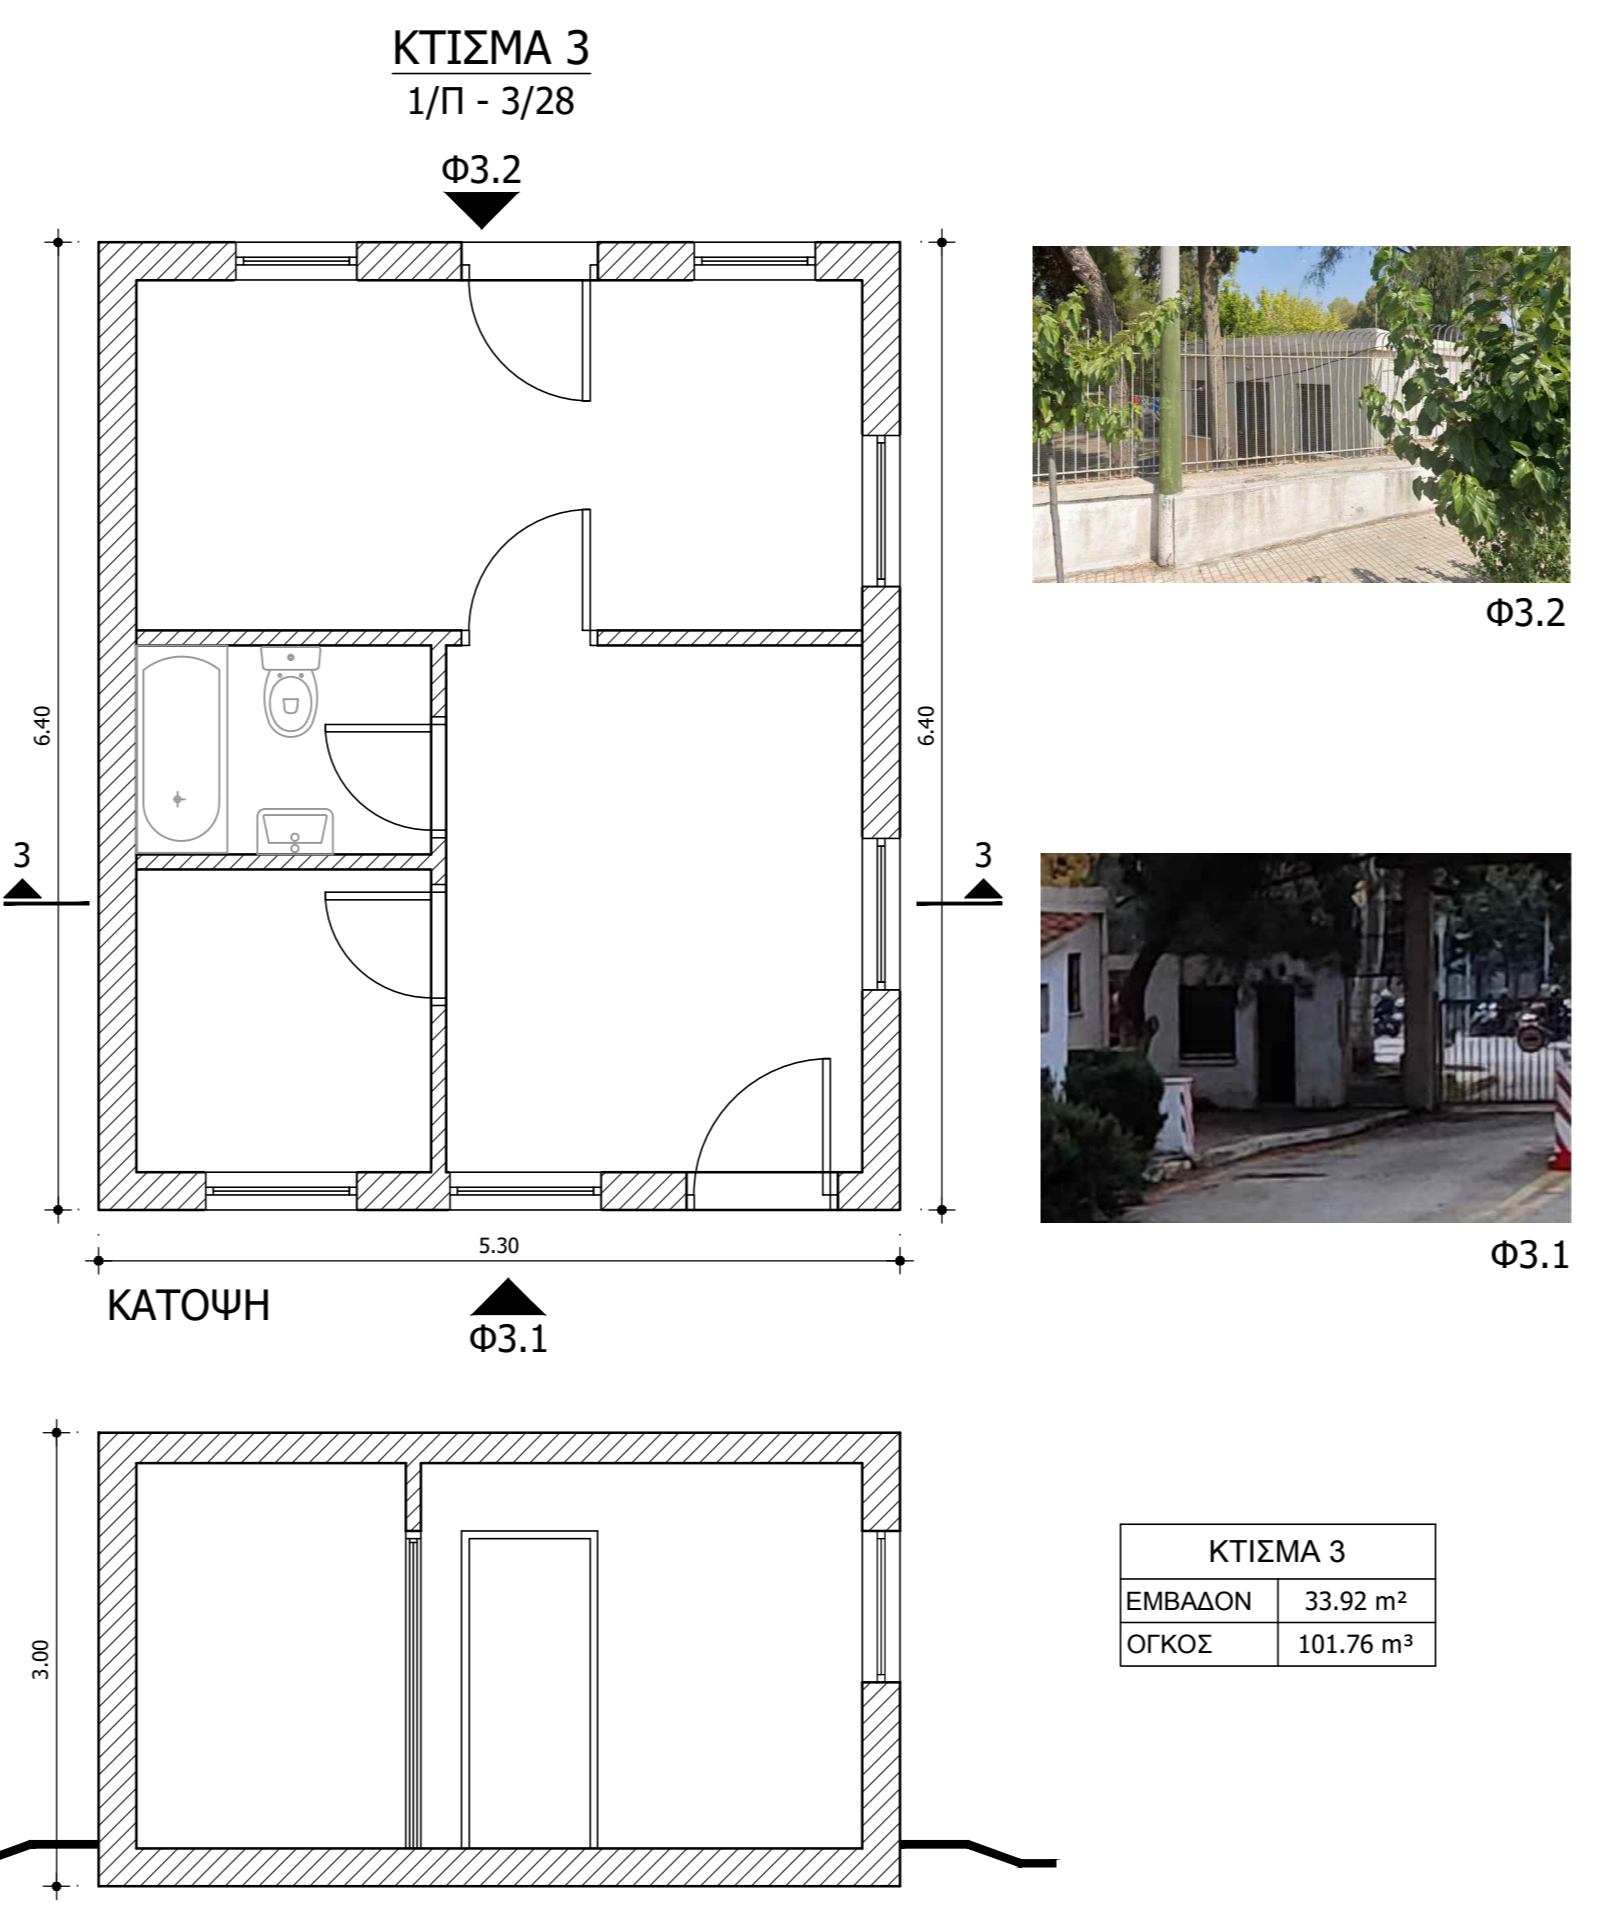 ΚΤΙΣΜΑ 3
1/Π - 3/28
Φ3.2
6.40
6.40
Φ3.2
3
3
5.30
ΚΑΤΟΨΗ
Φ3.1
Φ3.1
3.00
ΚΤΙΣΜΑ 3
ΕΜΒΑΔΟΝ 33.92 m²
ΟΓΚΟΣ 101.76 m³